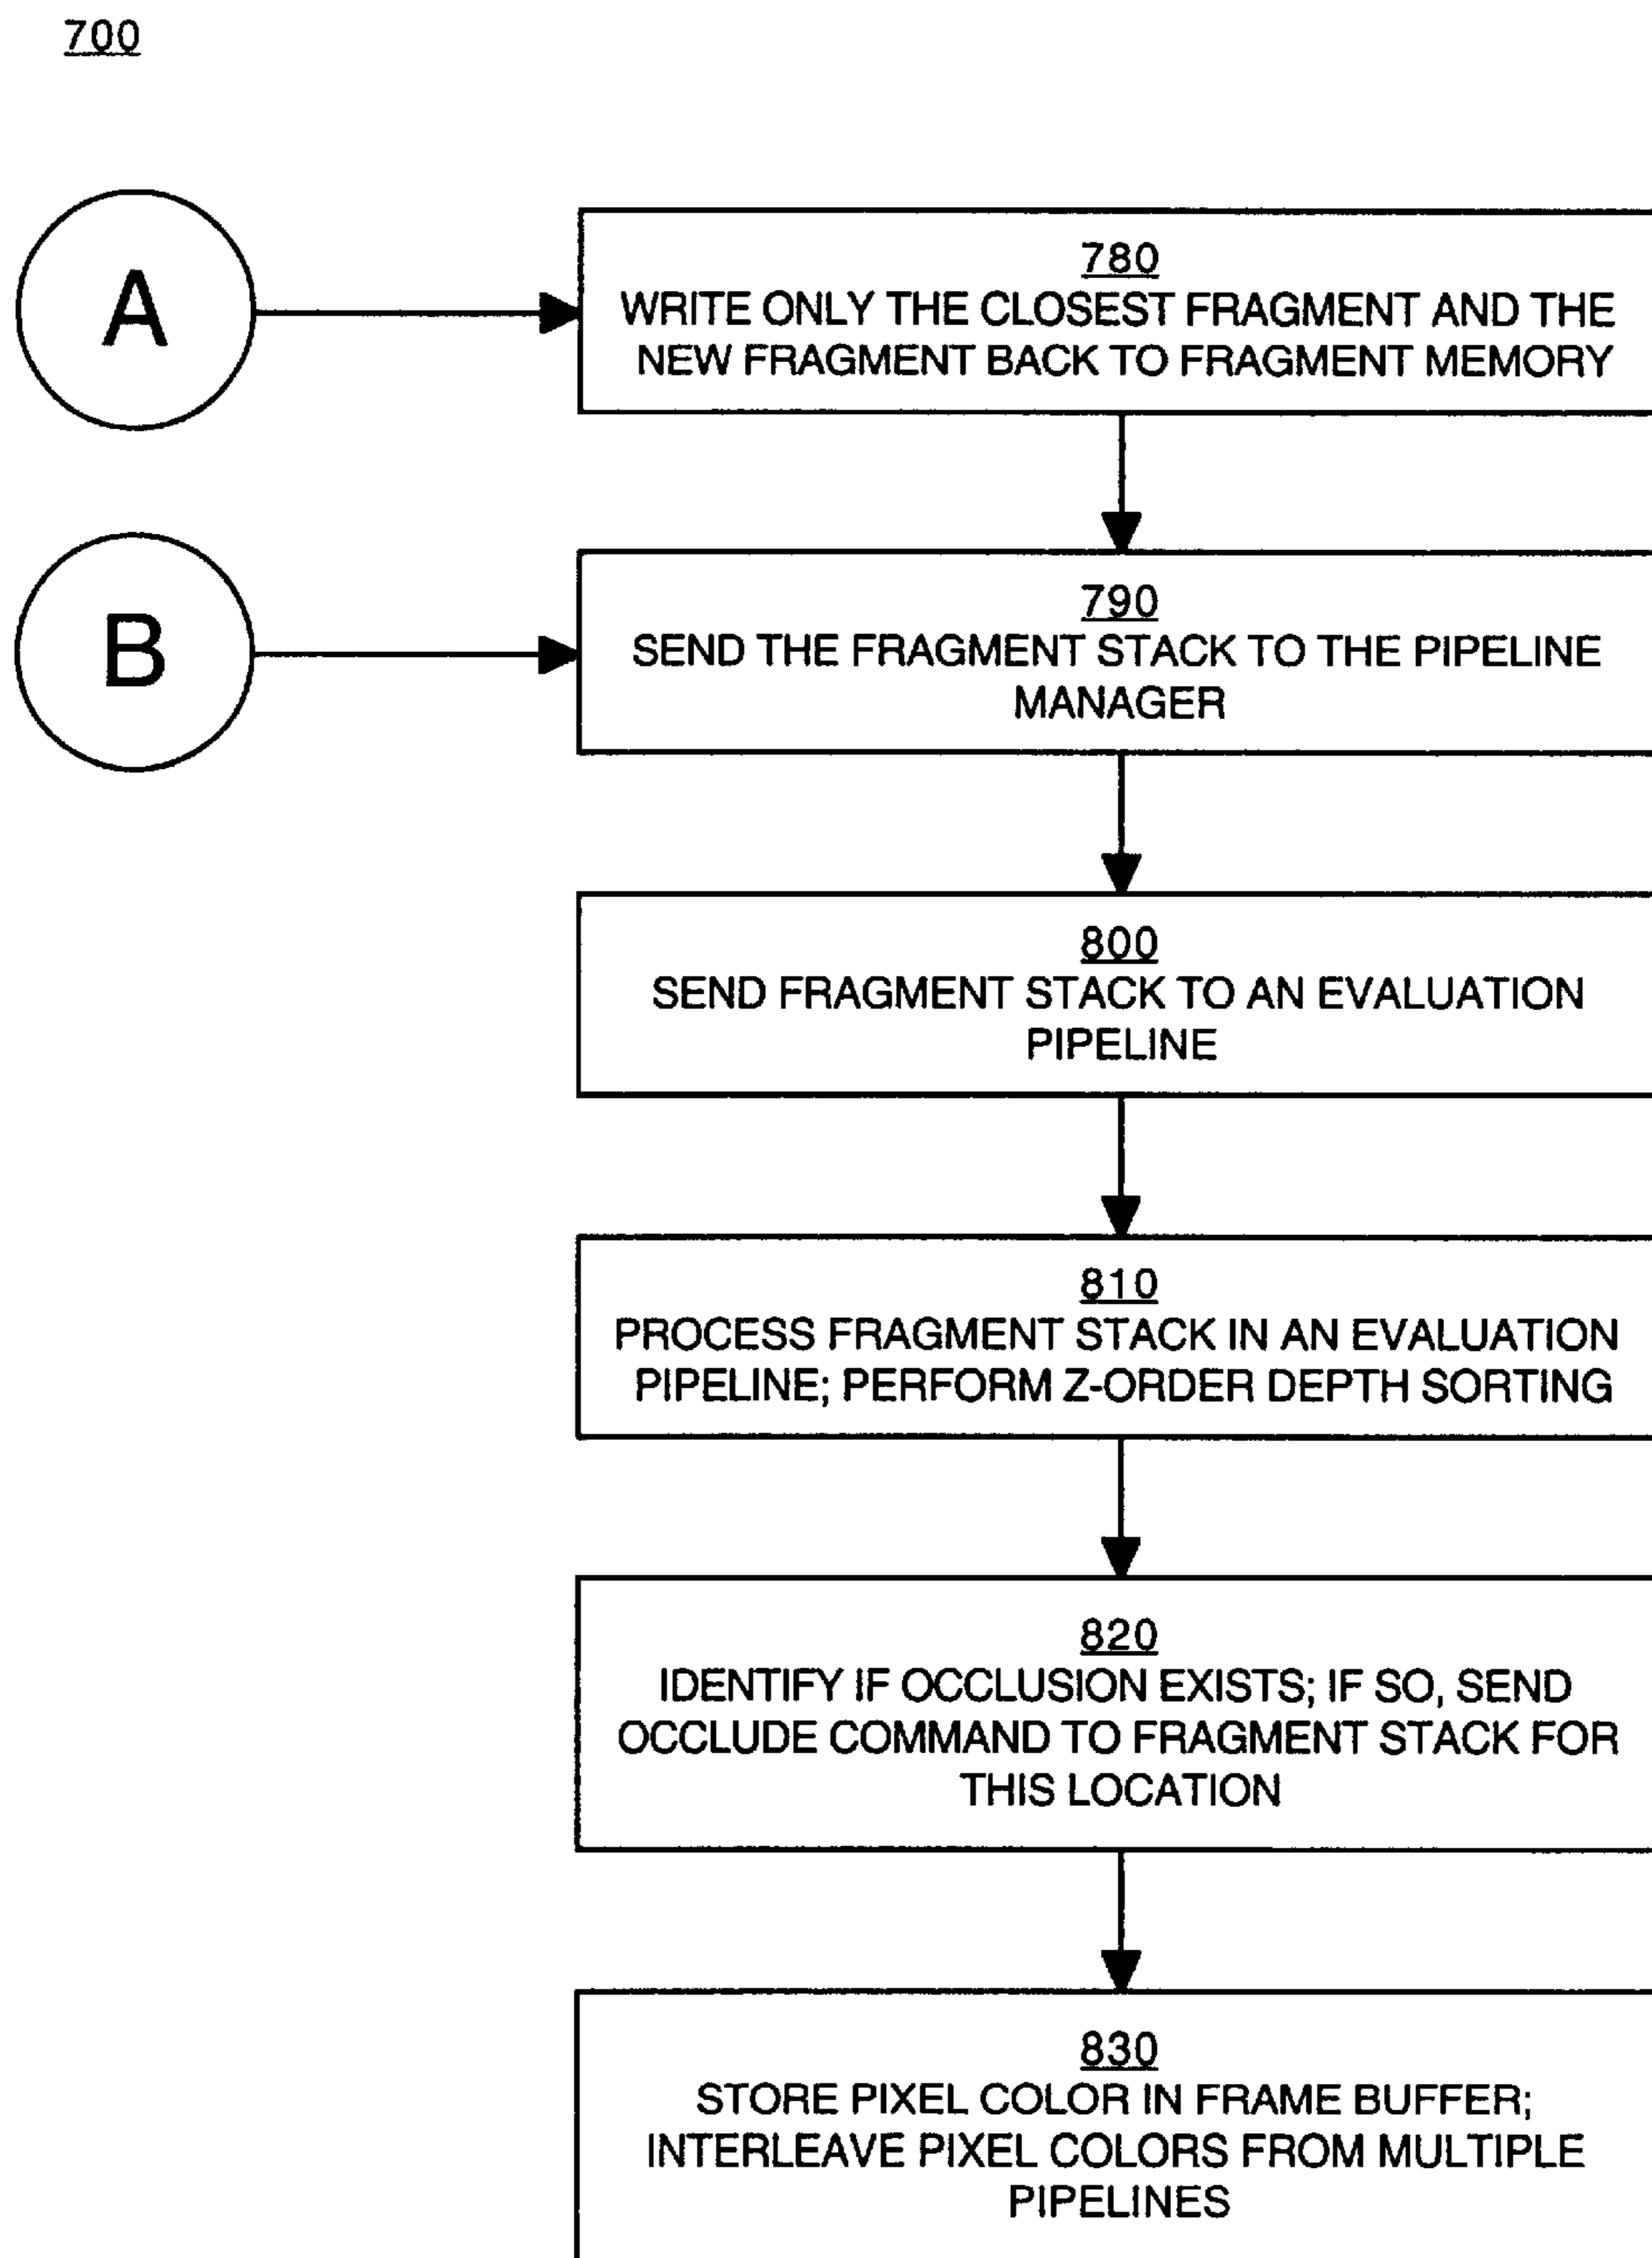 700
A
780
WRITE ONLY THE CLOSEST FRAGMENT AND THE
NEW FRAGMENT BACK TO FRAGMENT MEMORY
B
790
SEND THE FRAGMENT STACK TO THE PIPELINE
MANAGER
800
SEND FRAGMENT STACK TO AN EVALUATION
PIPELINE
810
PROCESS FRAGMENT STACK IN AN EVALUATION
PIPELINE; PERFORM Z-ORDER DEPTH SORTING
820
IDENTIFY IF OCCLUSION EXISTS; IF SO, SEND
OCCLUDE COMMAND TO FRAGMENT STACK FOR
THIS LOCATION
830
STORE PIXEL COLOR IN FRAME BUFFER;
INTERLEAVE PIXEL COLORS FROM MULTIPLE
PIPELINES